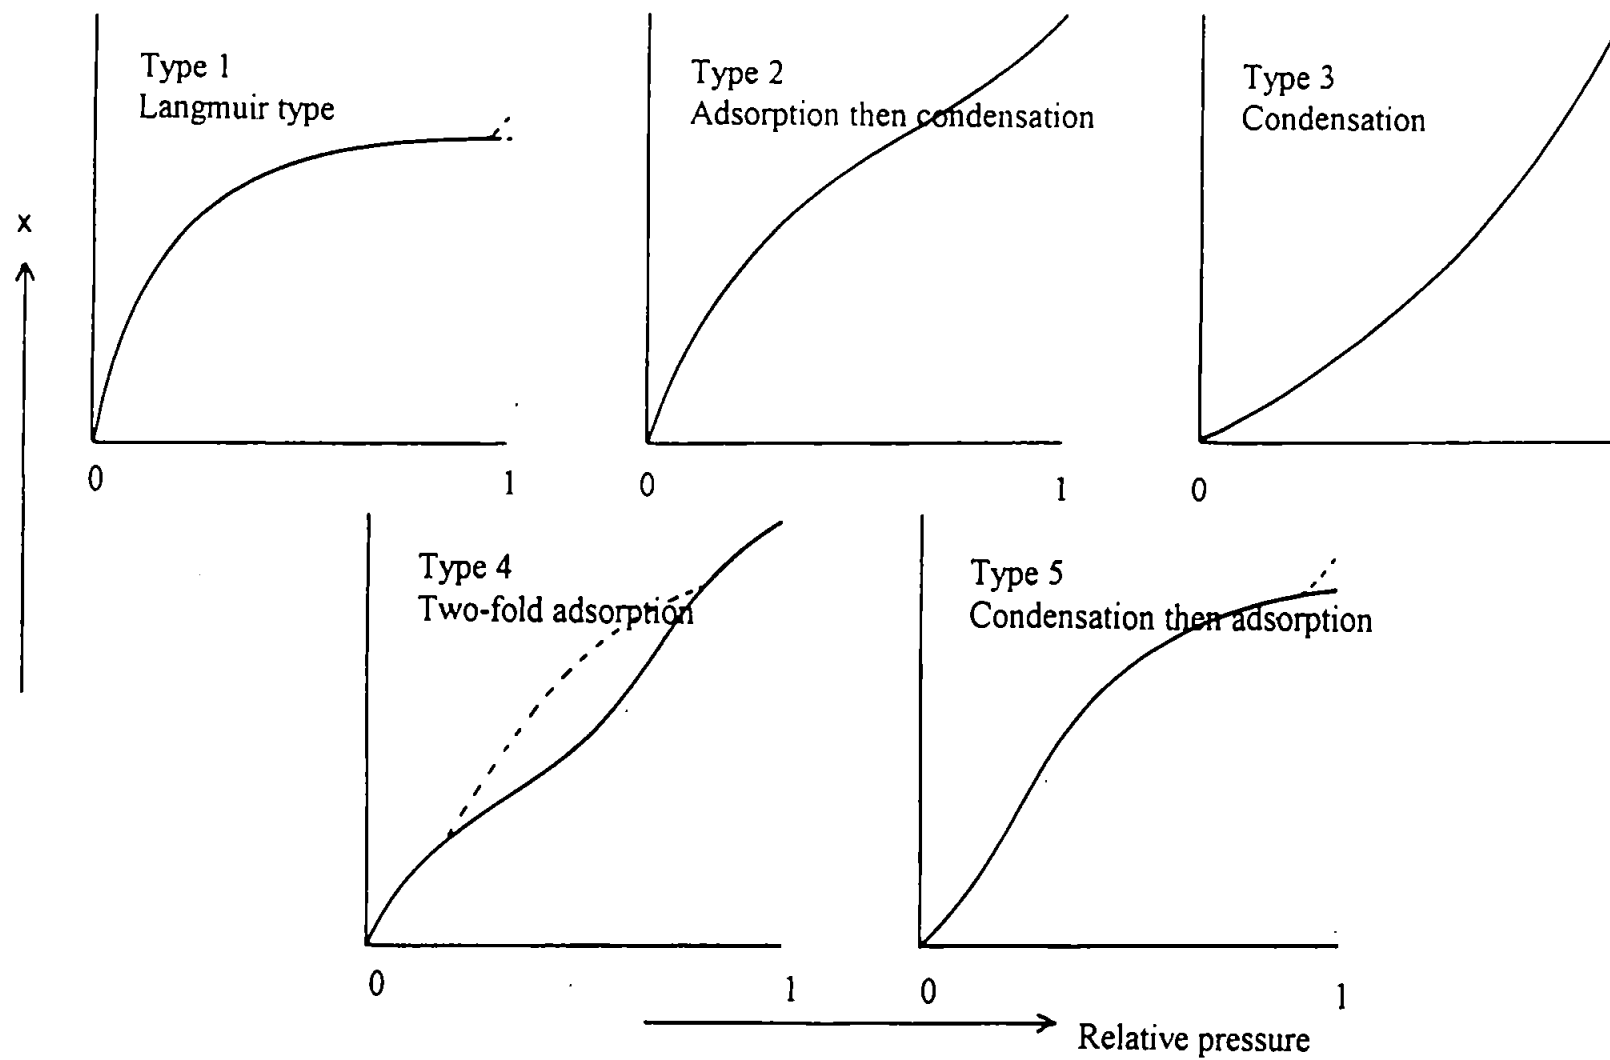 Type 1
Langmuir type
Type 2
Adsorption then condensation
Type 3
Condensation
x
0
1
0
1
0
Type 4
Two-fold adsorption
Type 5
Condensation then adsorption
0
1
0
1
Relative pressure